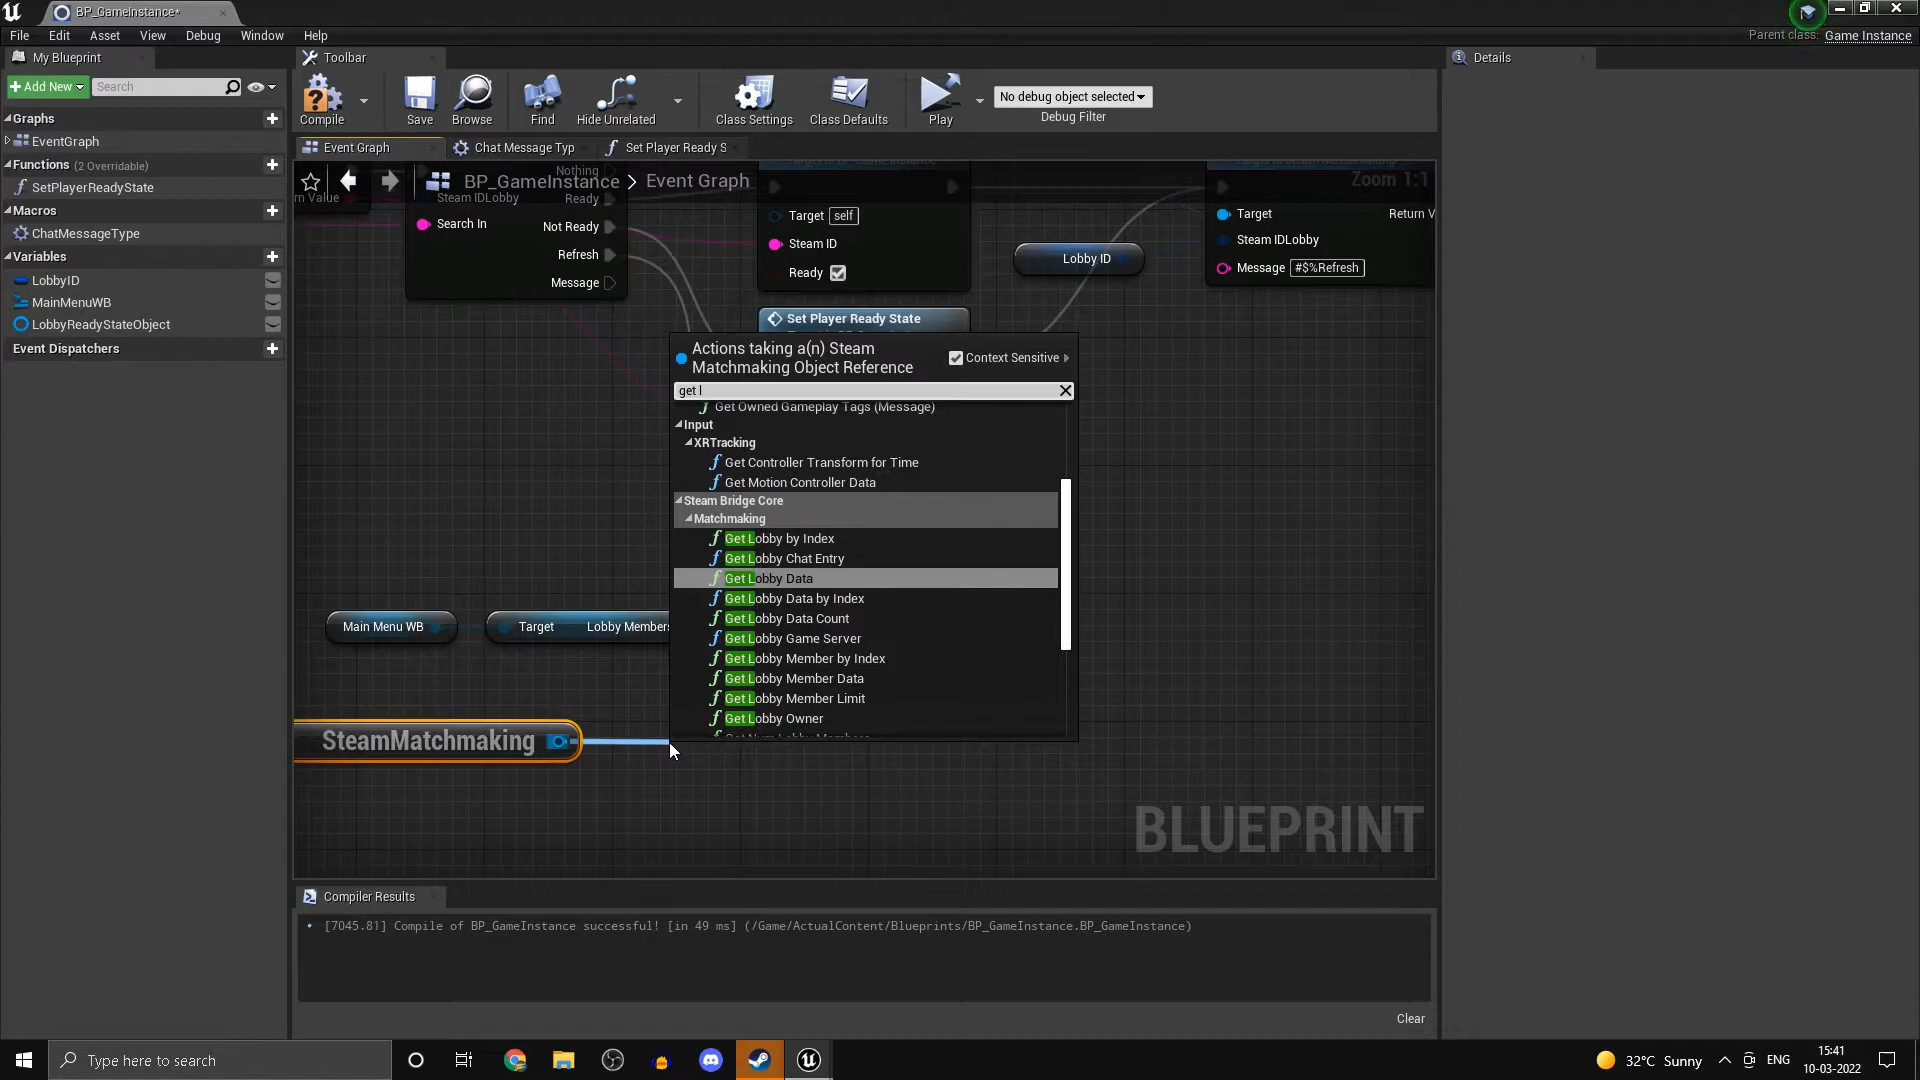 BP_GameInstance*
File Edit Asset View Debug Window Help
Parent class: Game Instance
My Blueprint
Toolbar
Details
Add New
Search
Compile
Save
Browse
Find
Hide Unrelated
Class Settings
Class Defaults
Play
No debug object selected
Debug Filter
Graphs
EventGraph
Functions (2 Overridable)
SetPlayerReadyState
Macros
ChatMessageType
Variables
LobbyID
MainMenuWB
LobbyReadyStateObject
Event Dispatchers
Event Graph
Chat Message Typ
Set Player Ready S
BP_GameInstance > Event Graph
Zoom 1:1
rn Value
Steam IDLobby
Search In
Nothing
Ready
Not Ready
Refresh
Message
Target self
Steam ID
Ready
Lobby ID
Target
Return V
Steam IDLobby
Message #$%Refresh
Set Player Ready State
Actions taking a(n) Steam
Matchmaking Object Reference
Context Sensitive
get l
Get Owned Gameplay Tags (Message)
Input
XRTracking
Get Controller Transform for Time
Get Motion Controller Data
Steam Bridge Core
Matchmaking
Get Lobby by Index
Get Lobby Chat Entry
Get Lobby Data
Get Lobby Data by Index
Get Lobby Data Count
Get Lobby Game Server
Get Lobby Member by Index
Get Lobby Member Data
Get Lobby Member Limit
Get Lobby Owner
Main Menu WB
Target Lobby Members
SteamMatchmaking
BLUEPRINT
Compiler Results
[7045.81] Compile of BP_GameInstance successful! [in 49 ms] (/Game/ActualContent/Blueprints/BP_GameInstance.BP_GameInstance)
Clear
Type here to search
32°C Sunny
ENG
15:41
10-03-2022